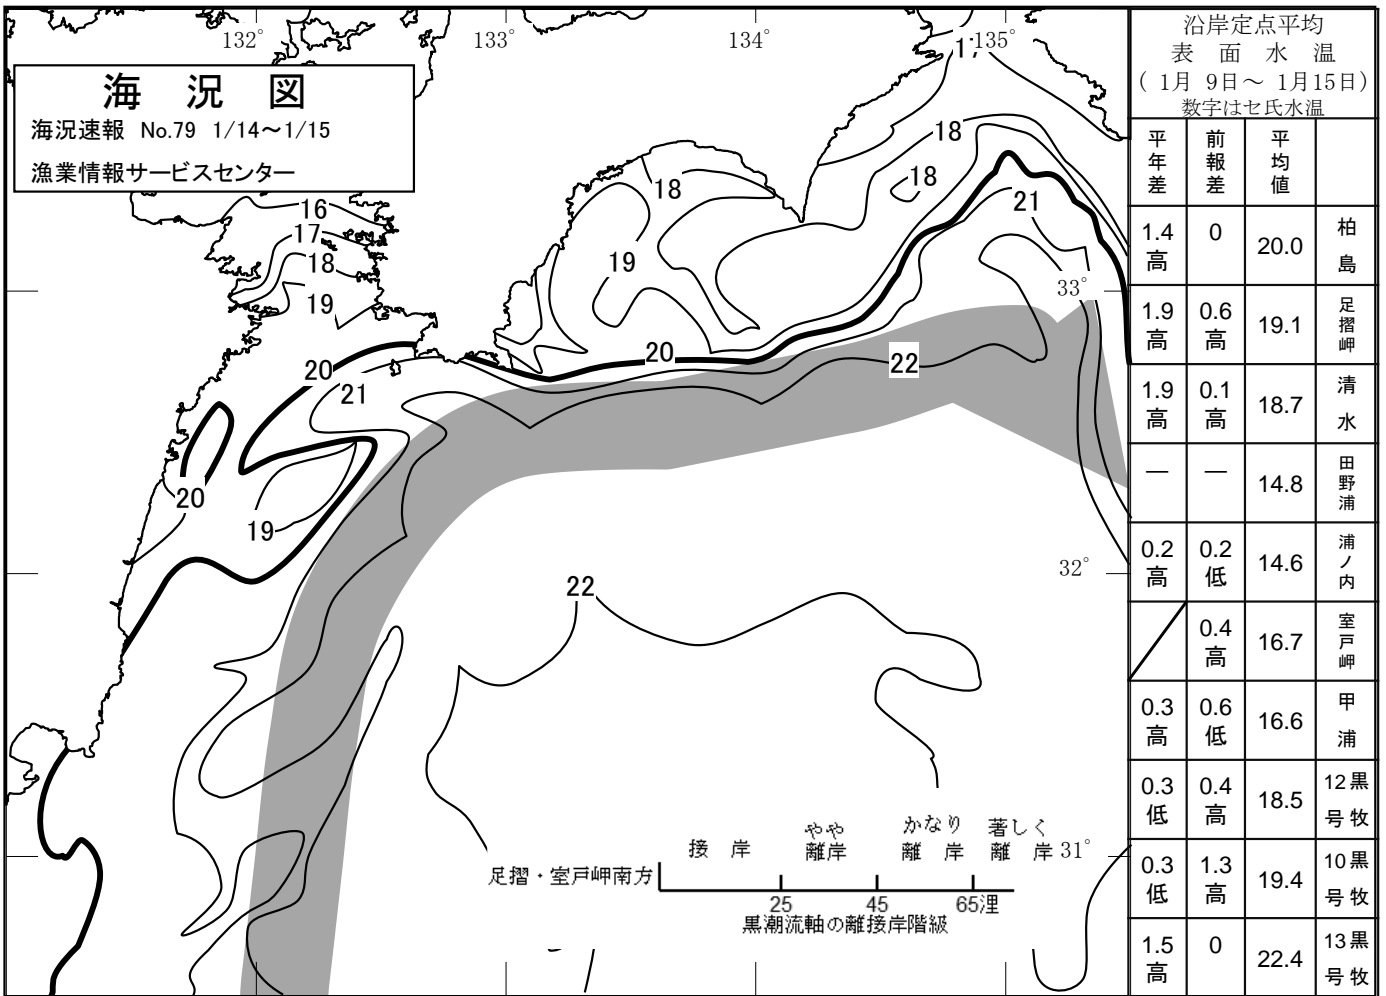 海況図
海況速報 No.79 1/14～1/15
漁業情報サービスセンター
132°
133°
134°
135°
17
18
18
18
21
16
17
18
19
19
33°
20
20
21
22
20
19
22
32°
31°
接岸
やや
離岸
かなり
離岸
著しく
離岸
足摺・室戸岬南方
25
45
65浬
黒潮流軸の離接岸階級
沿岸定点平均
表面水温
(1月 9日～1月15日)
数字はセ氏水温
平年差 前報差 平均値
1.4高 0 20.0 柏島
1.9高 0.6高 19.1 足摺岬
1.9高 0.1高 18.7 清水
— — 14.8 田野浦
0.2高 0.2低 14.6 浦ノ内
0.4高 16.7 室戸岬
0.3高 0.6低 16.6 甲浦
0.3低 0.4高 18.5 黒牧12号
0.3低 1.3高 19.4 黒牧10号
1.5高 0 22.4 黒牧13号